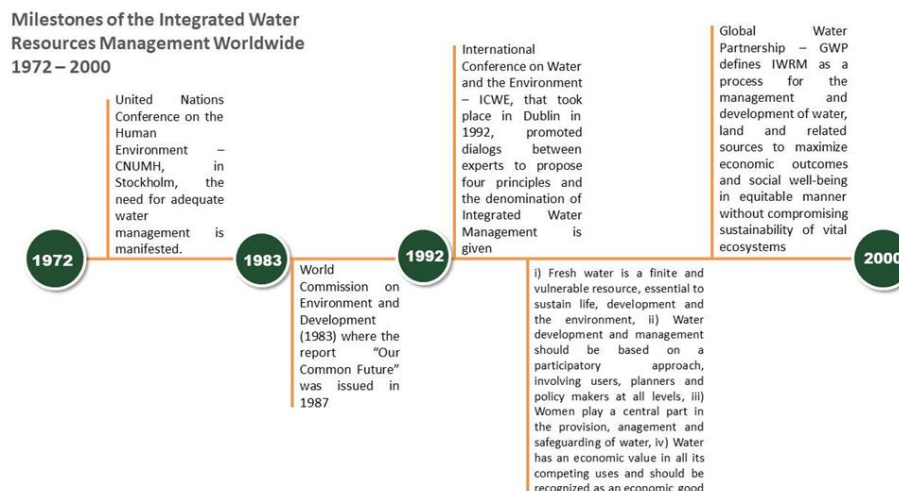 Milestones of the Integrated Water
Resources Management Worldwide
1972 – 2000
United Nations
Conference on the
Human
Environment –
CNUMH, in
Stockholm, the
need for adequate
water
management is
manifested.
International
Conference on Water
and the Environment
– ICWE, that took
place in Dublin in
1992, promoted
dialogs between
experts to propose
four principles and
the denomination of
Integrated Water
Management is
given
Global Water
Partnership – GWP
defines IWRM as a
process for the
management and
development of water,
land and related
sources to maximize
economic outcomes
and social well-being
in equitable manner
without compromising
sustainability of vital
ecosystems
1972
1983
1992
2000
World
Commission on
Environment and
Development
(1983) where the
report "Our
Common Future"
was issued in
1987
i) Fresh water is a finite and
vulnerable resource, essential to
sustain life, development and
the environment, ii) Water
development and management
should be based on a
participatory approach,
involving users, planners and
policy makers at all levels, iii)
Women play a central part in
the provision, anagement and
safeguarding of water, iv) Water
has an economic value in all its
competing uses and should be
recognized as an economic good